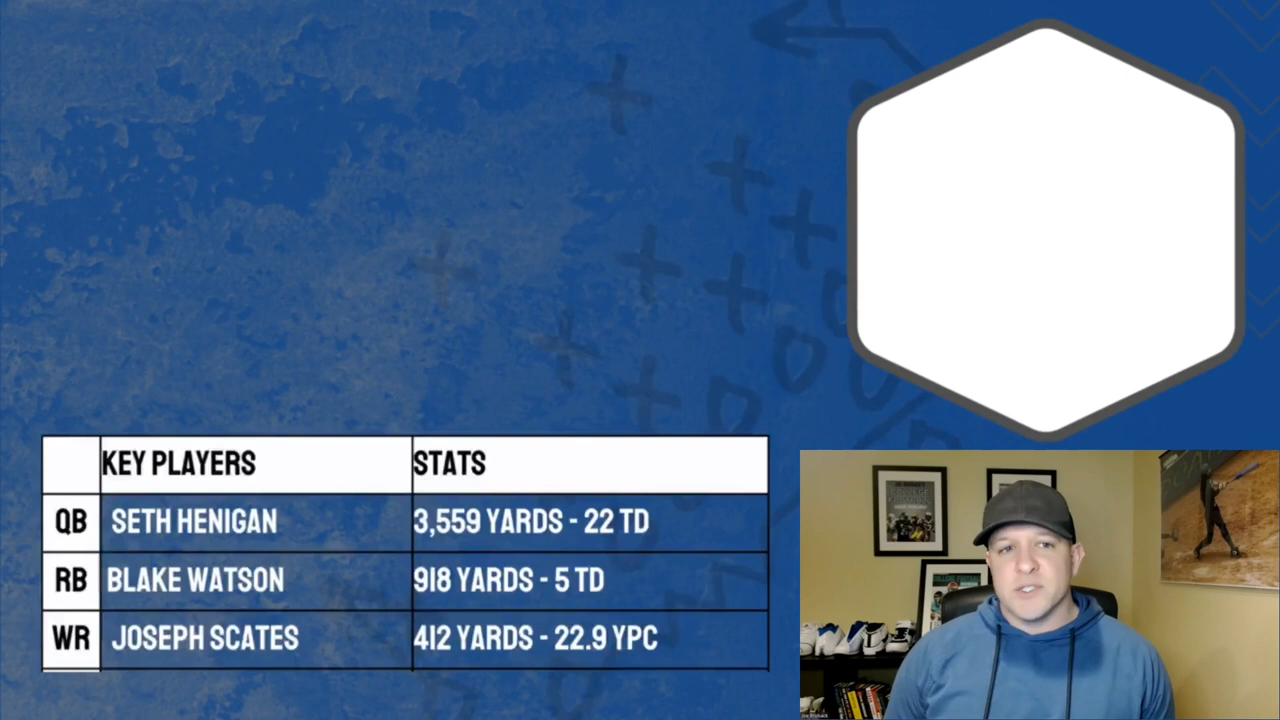 KEY PLAYERS STATS
QB SETH HENIGAN 3,559 YARDS - 22 TD
RB BLAKE WATSON 918 YARDS - 5 TD
WR JOSEPH SCATES 412 YARDS - 22.9 YPC
COLLEGE